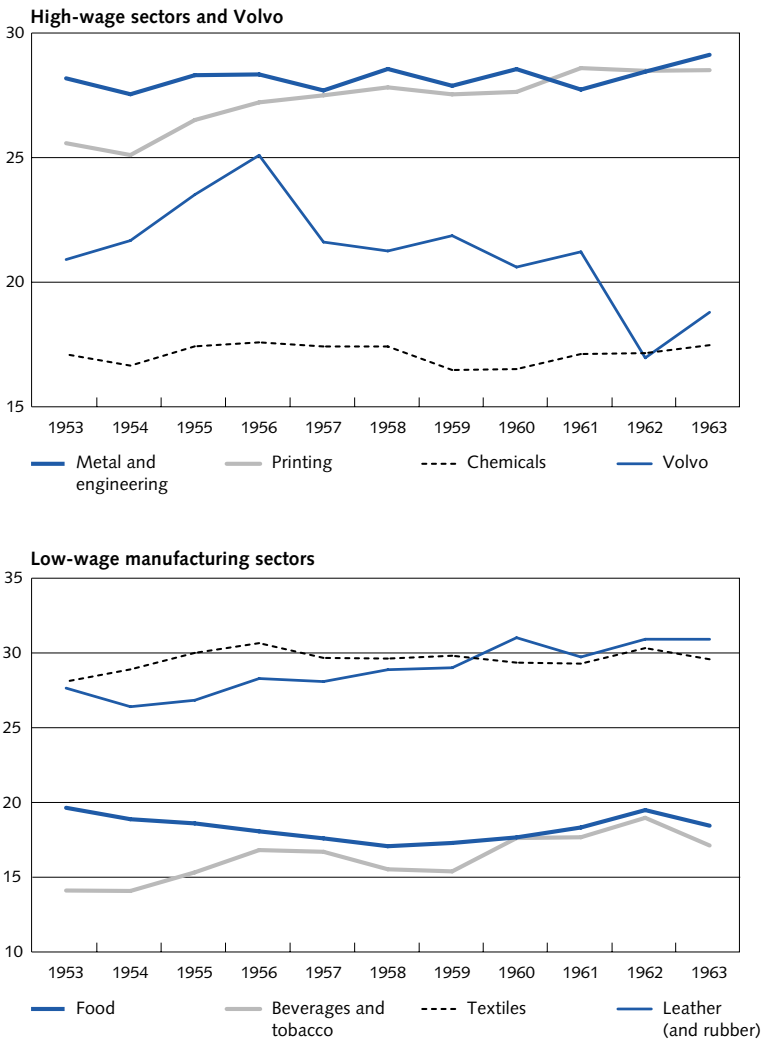 High-wage sectors and Volvo
30
25
20
15
1953 1954 1955 1956 1957 1958 1959 1960 1961 1962 1963
Metal and engineering
Printing
Chemicals
Volvo
Low-wage manufacturing sectors
35
30
25
20
15
10
1953 1954 1955 1956 1957 1958 1959 1960 1961 1962 1963
Food
Beverages and
tobacco
Textiles
Leather
(and rubber)